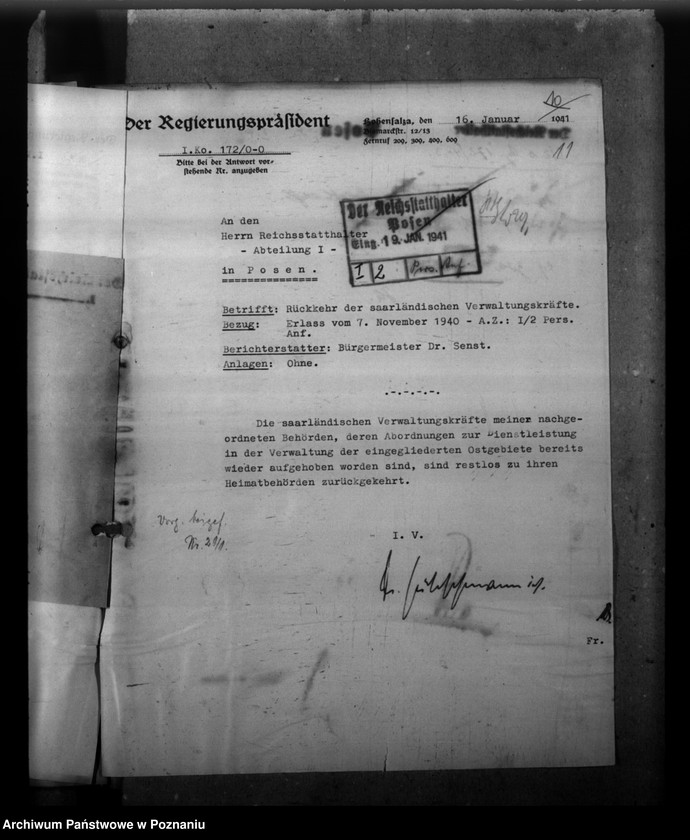 Der Regierungspräsident
Hohensalza, den 16. Januar 1941
Bismarckstr. 12/13
Fernruf 209, 309, 409, 609
10
11
I.Ko. 172/0-0
Bitte bei der Antwort vor-
stehende Nr. anzugeben
An den
Herrn Reichsstatthalter
- Abteilung I -
in Posen.
Der Reichsstatthalter
Posen
Eing. 19. JAN. 1941
I/2
Betrifft: Rückkehr der saarländischen Verwaltungskräfte.
Bezug: Erlass vom 7. November 1940 - A.Z.: I/2 Pers.
Anf.
Berichterstatter: Bürgermeister Dr. Senst.
Anlagen: Ohne.
.-.-.-.-.
Die saarländischen Verwaltungskräfte meiner nachge-
ordneten Behörden, deren Abordnungen zur Dienstleistung
in der Verwaltung der eingegliederten Ostgebiete bereits
wieder aufgehoben worden sind, sind restlos zu ihren
Heimatbehörden zurückgekehrt.
I. V.
Fr.
Archiwum Państwowe w Poznaniu